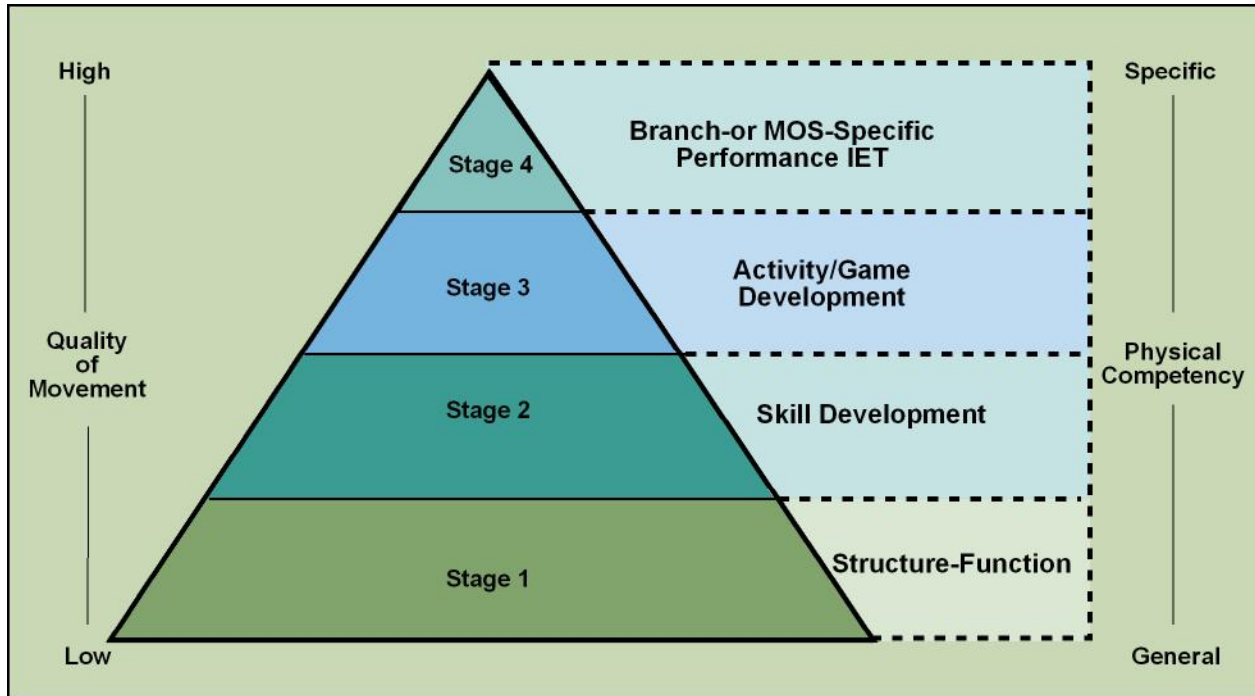 High
Specific
Branch-or MOS-Specific
Performance IET
Stage 4
Activity/Game
Development
Stage 3
Quality
of
Movement
Physical
Competency
Stage 2
Skill Development
Stage 1
Structure-Function
Low
General